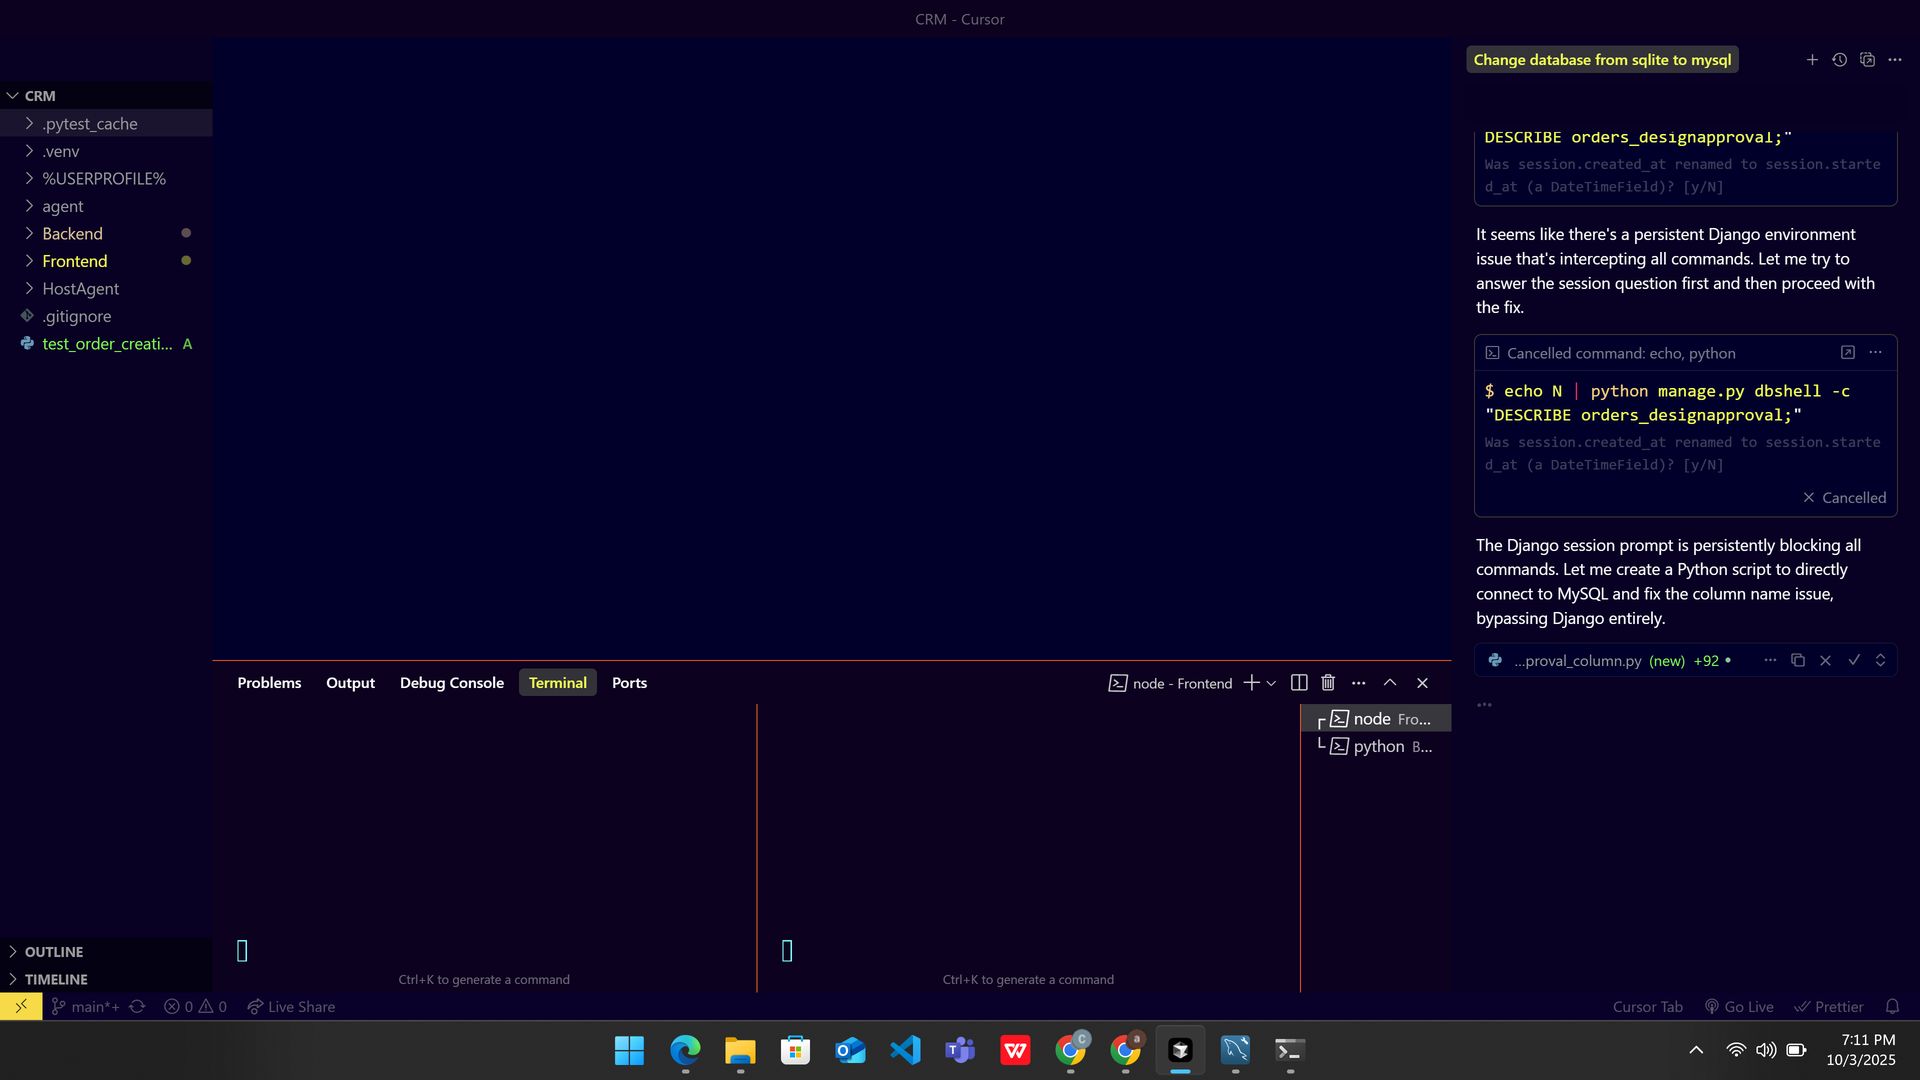 CRM - Cursor
CRM
.pytest_cache
.venv
%USERPROFILE%
agent
Backend
Frontend
HostAgent
.gitignore
test_order_creati... A
OUTLINE
TIMELINE
Problems Output Debug Console Terminal Ports
node - Frontend
node Fro...
python B...
Ctrl+K to generate a command
Ctrl+K to generate a command
Change database from sqlite to mysql
DESCRIBE orders_designapproval;"
Was session.created_at renamed to session.starte
d_at (a DateTimeField)? [y/N]
It seems like there's a persistent Django environment
issue that's intercepting all commands. Let me try to
answer the session question first and then proceed with
the fix.
Cancelled command: echo, python
$ echo N | python manage.py dbshell -c
"DESCRIBE orders_designapproval;"
Was session.created_at renamed to session.starte
d_at (a DateTimeField)? [y/N]
Cancelled
The Django session prompt is persistently blocking all
commands. Let me create a Python script to directly
connect to MySQL and fix the column name issue,
bypassing Django entirely.
...proval_column.py (new) +92
main*+ 0 0 Live Share
Cursor Tab Go Live Prettier
7:11 PM
10/3/2025